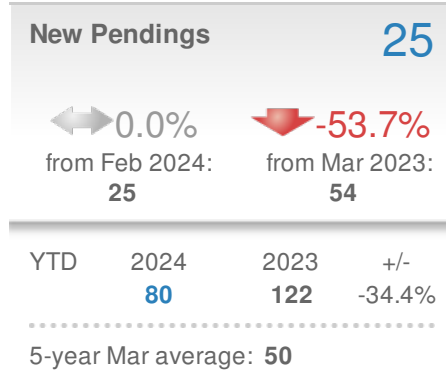 New Pendings 25
0.0% -53.7%
from Feb 2024: from Mar 2023:
25 54
YTD 2024 2023 +/-
80 122 -34.4%
5-year Mar average: 50